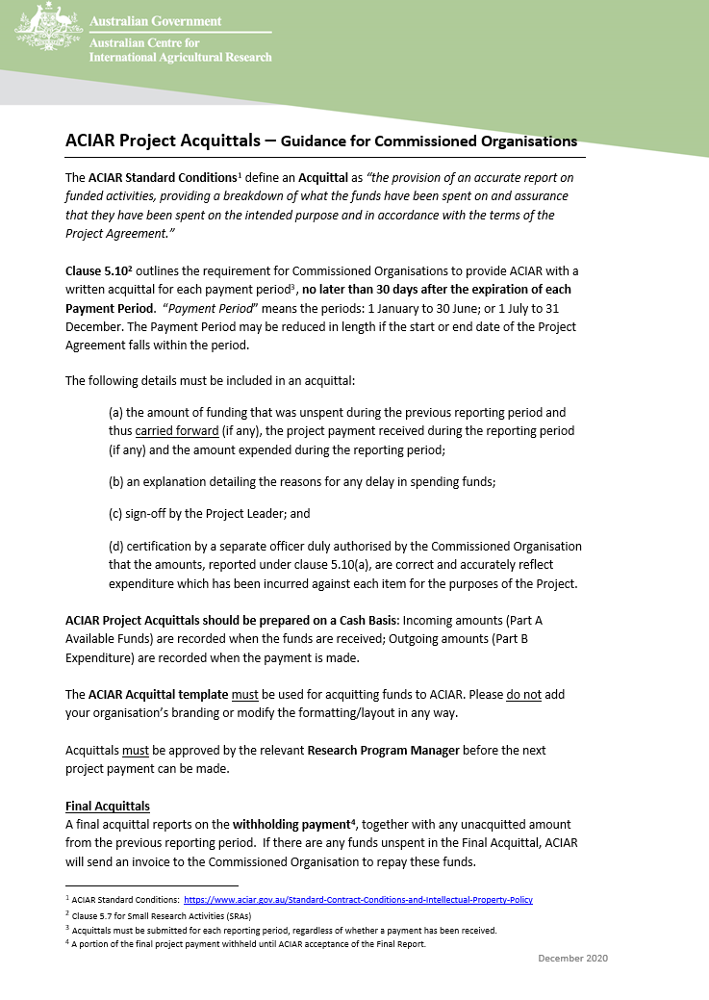 Australian Government
Australian Centre for
International Agricultural Research
ACIAR Project Acquittals – Guidance for Commissioned Organisations
The ACIAR Standard Conditions¹ define an Acquittal as “the provision of an accurate report on
funded activities, providing a breakdown of what the funds have been spent on and assurance
that they have been spent on the intended purpose and in accordance with the terms of the
Project Agreement.”
Clause 5.10² outlines the requirement for Commissioned Organisations to provide ACIAR with a
written acquittal for each payment period³, no later than 30 days after the expiration of each
Payment Period. “Payment Period” means the periods: 1 January to 30 June; or 1 July to 31
December. The Payment Period may be reduced in length if the start or end date of the Project
Agreement falls within the period.
The following details must be included in an acquittal:
(a) the amount of funding that was unspent during the previous reporting period and
thus carried forward (if any), the project payment received during the reporting period
(if any) and the amount expended during the reporting period;
(b) an explanation detailing the reasons for any delay in spending funds;
(c) sign-off by the Project Leader; and
(d) certification by a separate officer duly authorised by the Commissioned Organisation
that the amounts, reported under clause 5.10(a), are correct and accurately reflect
expenditure which has been incurred against each item for the purposes of the Project.
ACIAR Project Acquittals should be prepared on a Cash Basis: Incoming amounts (Part A
Available Funds) are recorded when the funds are received; Outgoing amounts (Part B
Expenditure) are recorded when the payment is made.
The ACIAR Acquittal template must be used for acquitting funds to ACIAR. Please do not add
your organisation’s branding or modify the formatting/layout in any way.
Acquittals must be approved by the relevant Research Program Manager before the next
project payment can be made.
Final Acquittals
A final acquittal reports on the withholding payment⁴, together with any unacquitted amount
from the previous reporting period. If there are any funds unspent in the Final Acquittal, ACIAR
will send an invoice to the Commissioned Organisation to repay these funds.
¹ ACIAR Standard Conditions: https://www.aciar.gov.au/Standard-Contract-Conditions-and-Intellectual-Property-Policy
² Clause 5.7 for Small Research Activities (SRAs)
³ Acquittals must be submitted for each reporting period, regardless of whether a payment has been received.
⁴ A portion of the final project payment withheld until ACIAR acceptance of the Final Report.
December 2020